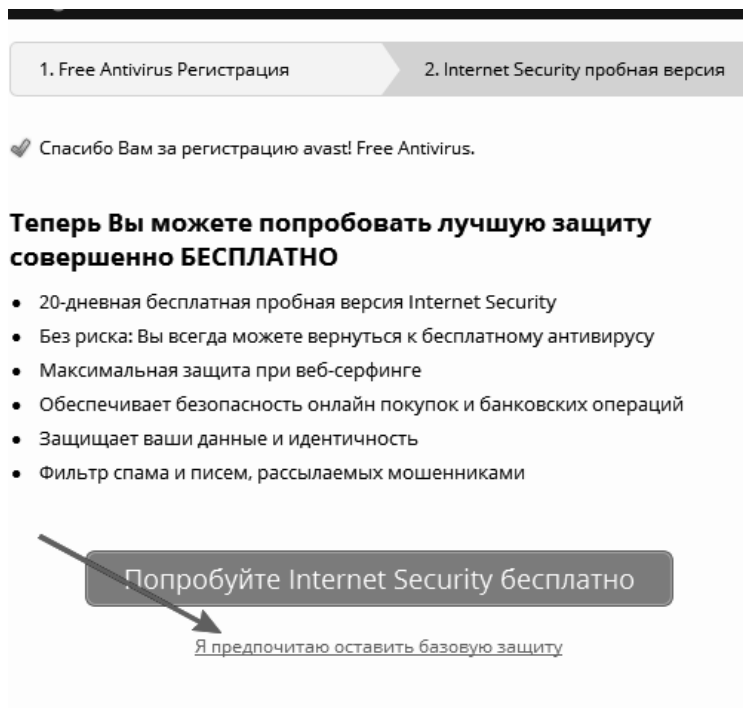 1. Free Antivirus Регистрация
2. Internet Security пробная версия
Спасибо Вам за регистрацию avast! Free Antivirus.
Теперь Вы можете попробовать лучшую защиту
совершенно БЕСПЛАТНО
• 20-дневная бесплатная пробная версия Internet Security
• Без риска: Вы всегда можете вернуться к бесплатному антивирусу
• Максимальная защита при веб-серфинге
• Обеспечивает безопасность онлайн покупок и банковских операций
• Защищает ваши данные и идентичность
• Фильтр спама и писем, рассылаемых мошенниками
Попробуйте Internet Security бесплатно
Я предпочитаю оставить базовую защиту